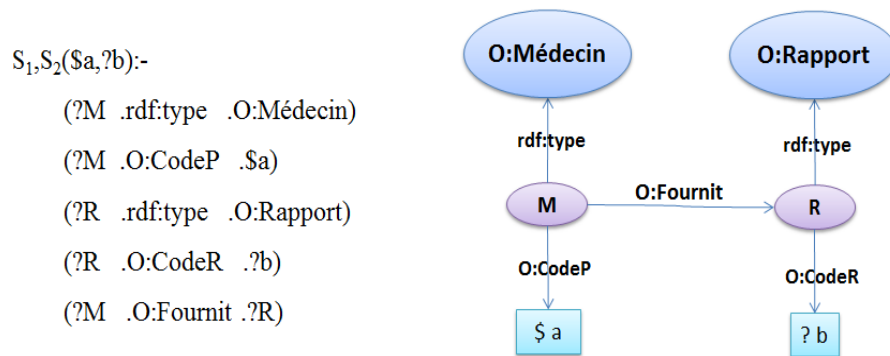 S₁,S₂($a,?b):-
(?M .rdf:type .O:Médecin)
(?M .O:CodeP .$a)
(?R .rdf:type .O:Rapport)
(?R .O:CodeR .?b)
(?M .O:Fournit .?R)
O:Médecin O:Rapport
rdf:type rdf:type
M O:Fournit R
O:CodeP O:CodeR
$ a ? b